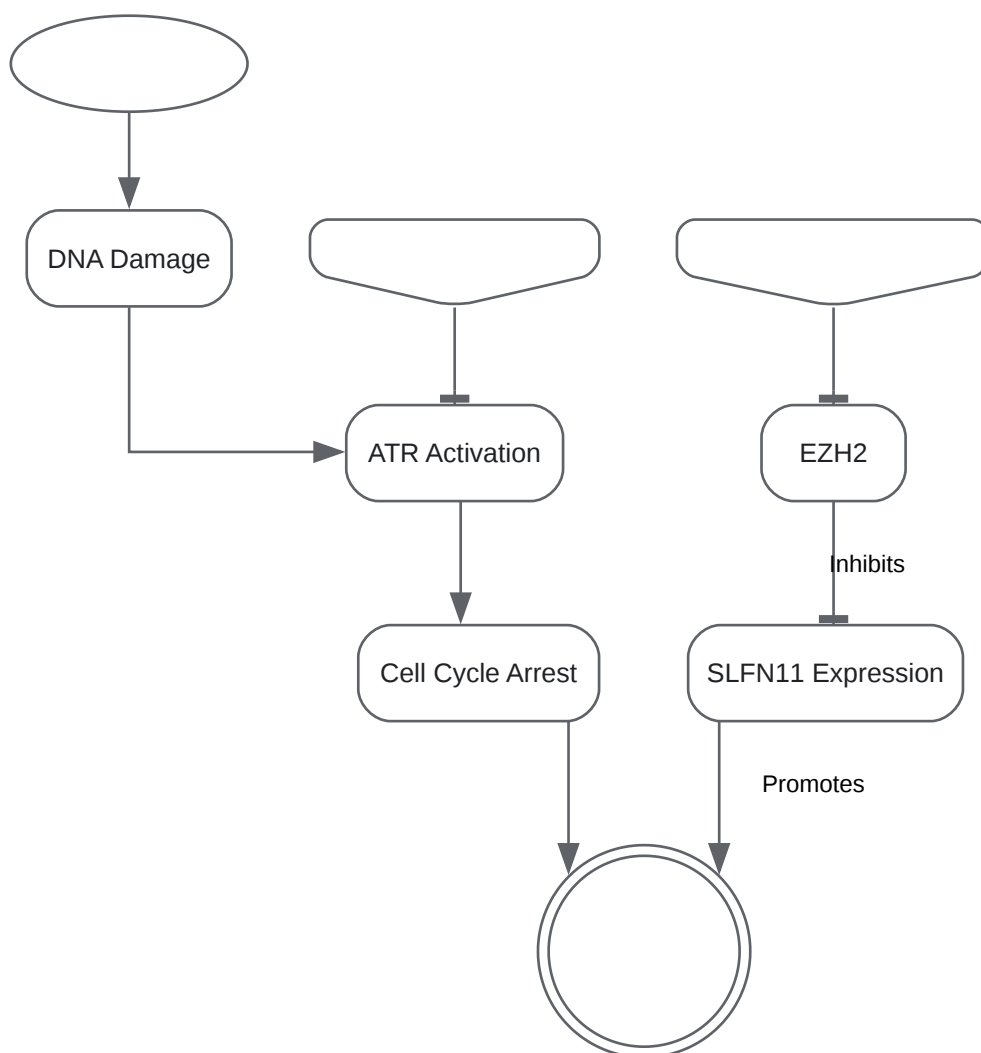 DNA Damage
ATR Activation
EZH2
Inhibits
Cell Cycle Arrest
SLFN11 Expression
Promotes